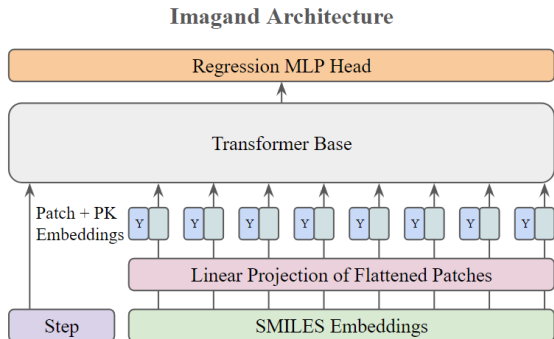 Imagand Architecture
Regression MLP Head
Transformer Base
Patch + PK
Embeddings
Y Y Y Y Y Y Y Y
Linear Projection of Flattened Patches
Step
SMILES Embeddings